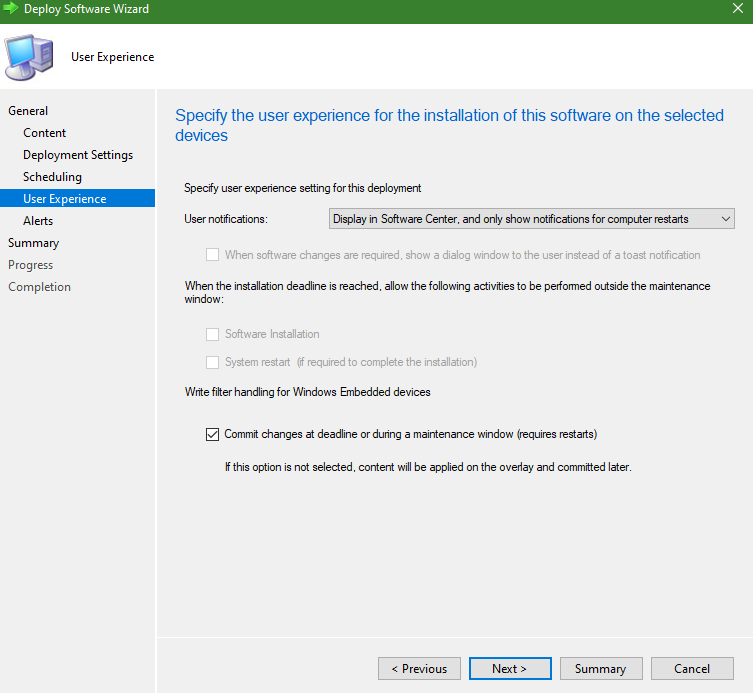 Deploy Software Wizard
User Experience
General
Content
Deployment Settings
Scheduling
User Experience
Alerts
Summary
Progress
Completion
Specify the user experience for the installation of this software on the selected
devices
Specify user experience setting for this deployment
User notifications:
Display in Software Center, and only show notifications for computer restarts
When software changes are required, show a dialog window to the user instead of a toast notification
When the installation deadline is reached, allow the following activities to be performed outside the maintenance
window:
Software Installation
System restart (if required to complete the installation)
Write filter handling for Windows Embedded devices
Commit changes at deadline or during a maintenance window (requires restarts)
If this option is not selected, content will be applied on the overlay and committed later.
< Previous
Next >
Summary
Cancel